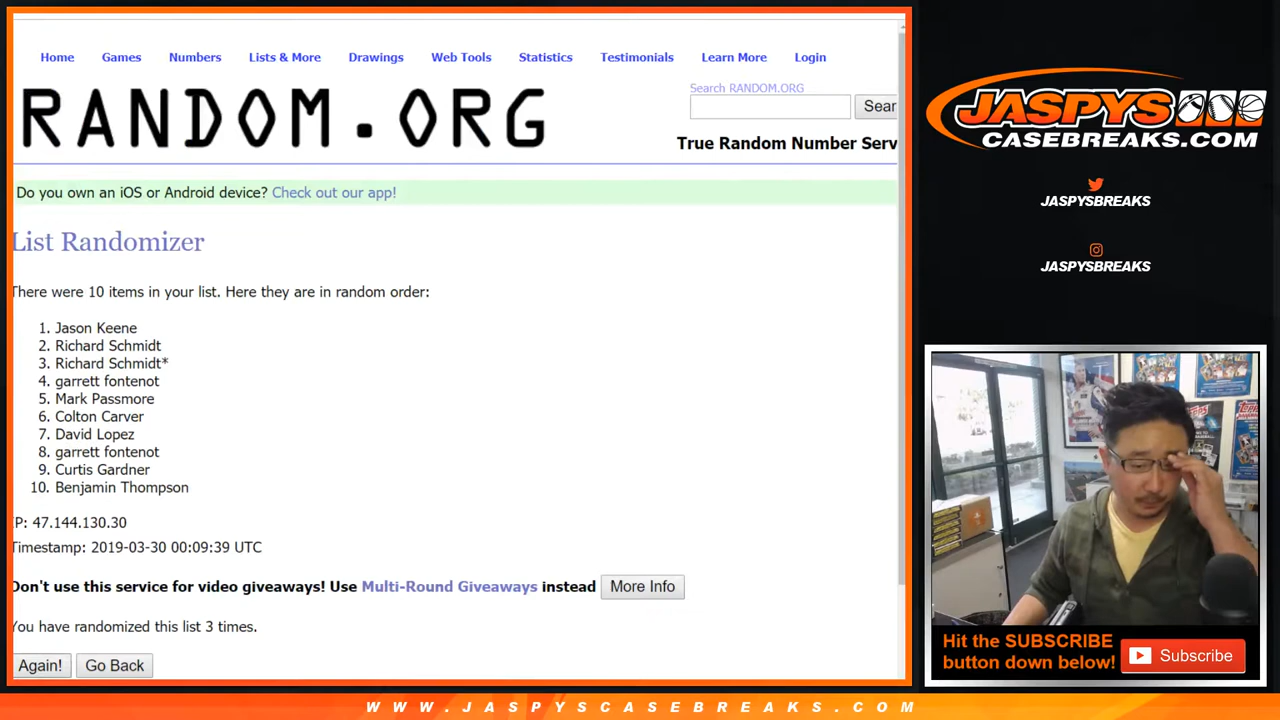 Home Games Numbers Lists & More Drawings Web Tools Statistics Testimonials Learn More Login
RANDOM.ORG
Search RANDOM.ORG
Sear
True Random Number Serv
Do you own an iOS or Android device? Check out our app!
List Randomizer
There were 10 items in your list. Here they are in random order:
1. Jason Keene
2. Richard Schmidt
3. Richard Schmidt*
4. garrett fontenot
5. Mark Passmore
6. Colton Carver
7. David Lopez
8. garrett fontenot
9. Curtis Gardner
10. Benjamin Thompson
IP: 47.144.130.30
Timestamp: 2019-03-30 00:09:39 UTC
Don't use this service for video giveaways! Use Multi-Round Giveaways instead More Info
You have randomized this list 3 times.
Again! Go Back
JASPYS
CASEBREAKS.COM
JASPYSBREAKS
JASPYSBREAKS
Hit the SUBSCRIBE
button down below!
Subscribe
WWW.JASPYSCASEBREAKS.COM